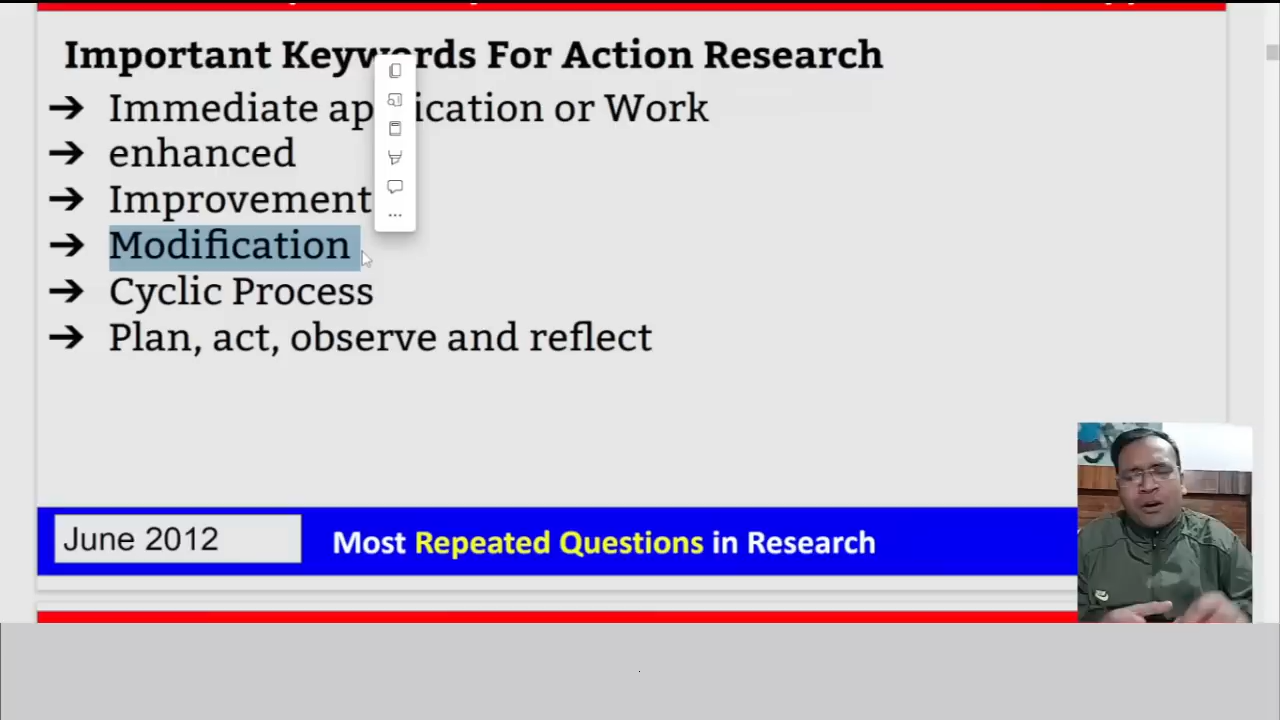 Important Keywords For Action Research
➔ Immediate application or Work
➔ enhanced
➔ Improvement
➔ Modification
➔ Cyclic Process
➔ Plan, act, observe and reflect
June 2012
Most Repeated Questions in Research